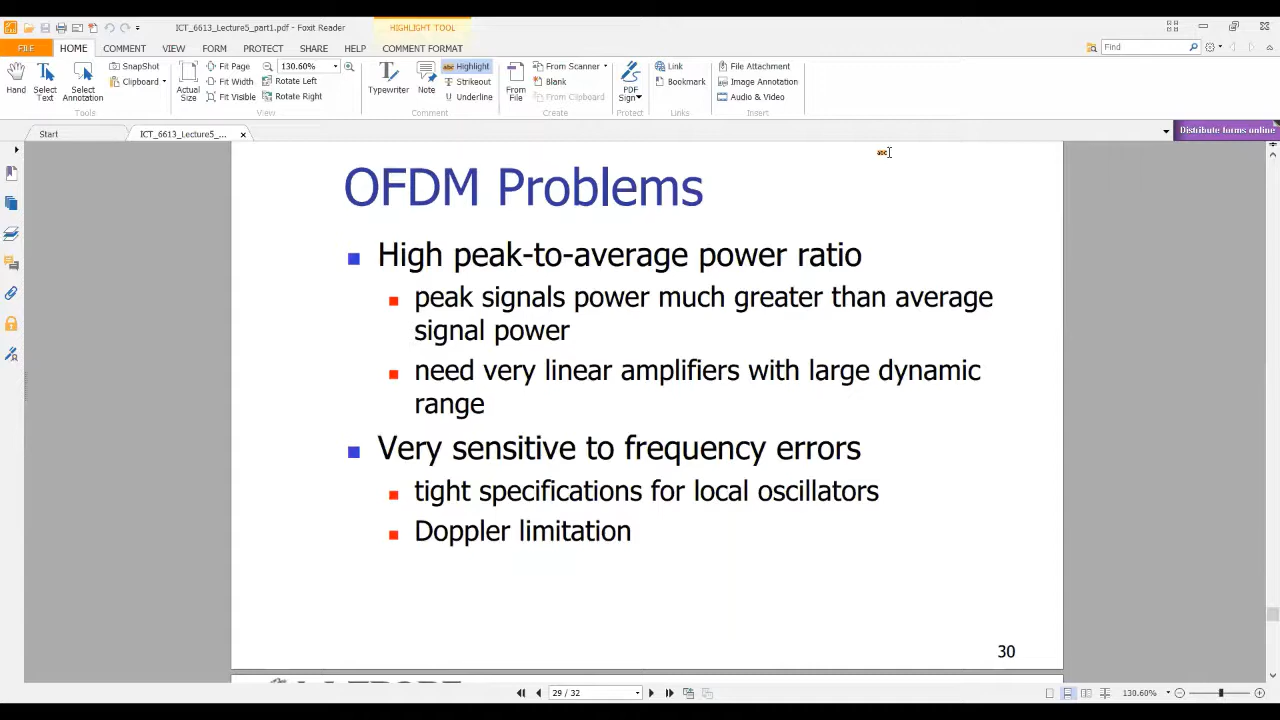 ICT_6613_Lecture5_part1.pdf - Foxit Reader
HIGHLIGHT TOOL
FILE HOME COMMENT VIEW FORM PROTECT SHARE HELP COMMENT FORMAT
Find
Hand
Select Text
Select Annotation
SnapShot
Clipboard
Tools
Actual Size
Fit Page
Fit Width
Fit Visible
130.60%
Rotate Left
Rotate Right
View
Typewriter
Note
Highlight
Strikeout
Underline
Comment
From File
From Scanner
Blank
From Clipboard
Create
PDF Sign
Protect
Link
Bookmark
Links
File Attachment
Image Annotation
Audio & Video
Insert
Start
ICT_6613_Lecture5_...
Distribute forms online
OFDM Problems
High peak-to-average power ratio
peak signals power much greater than average
signal power
need very linear amplifiers with large dynamic
range
Very sensitive to frequency errors
tight specifications for local oscillators
Doppler limitation
30
29 / 32
130.60%